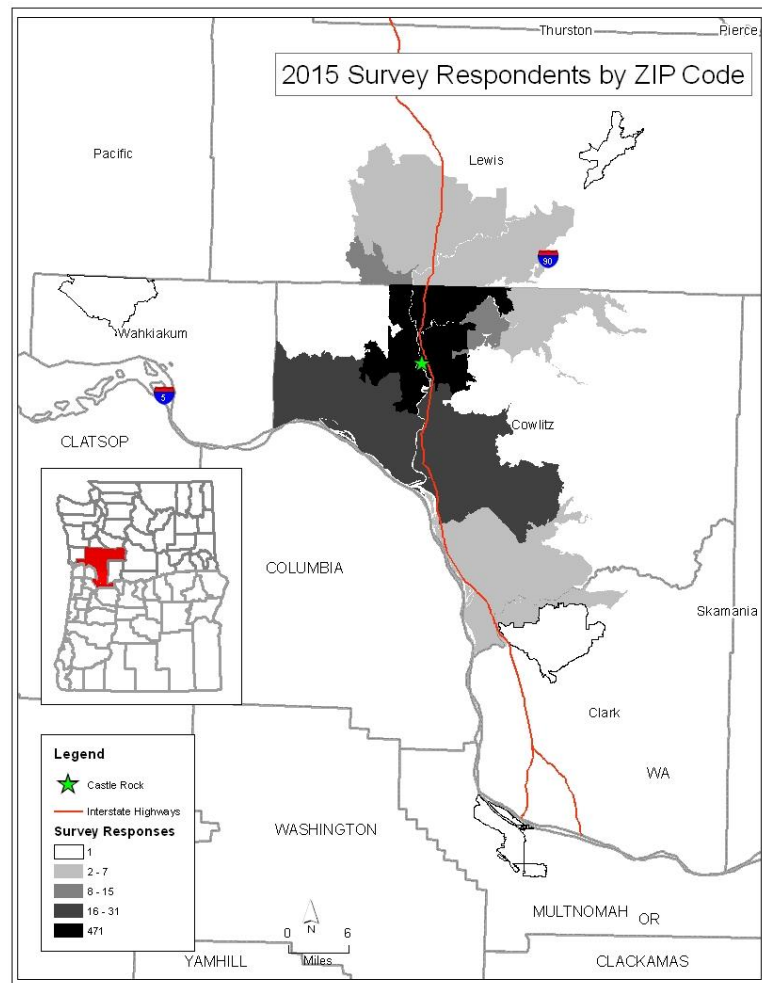 Thurston
Pierce
2015 Survey Respondents by ZIP Code
Pacific
Lewis
90
Wahkiakum
5
CLATSOP
Cowlitz
COLUMBIA
Skamania
Clark
WA
Legend
Castle Rock
Interstate Highways
Survey Responses
1
2 - 7
8 - 15
16 - 31
471
WASHINGTON
N
0 6
Miles
MULTNOMAH OR
YAMHILL
CLACKAMAS